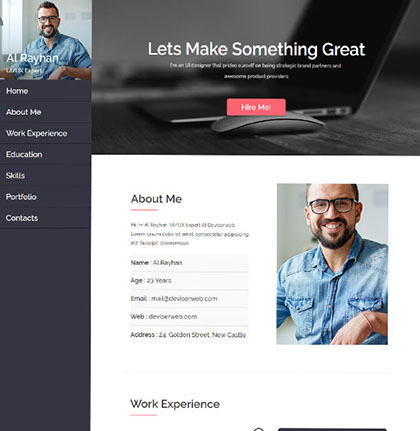 Al Rayhan
UI/UX Expert
Home
About Me
Work Experience
Education
Skills
Portfolio
Contacts
Lets Make Something Great
I'm an UI designer that prides ourself on being strategic brand partners and
awesome product providers
Hire Me!
About Me
Hi I'm Al Rayhan, UI/UX Expert At Deviserweb
Lorem ipsum dolor sit amet, consectetur adipiscing
elit. Suscipit doloremque
Name : Al Rayhan
Age : 23 Years
Email : mail@deviserweb.com
Web : deviserweb.com
Address : 24, Golden Street, New Castle
Work Experience